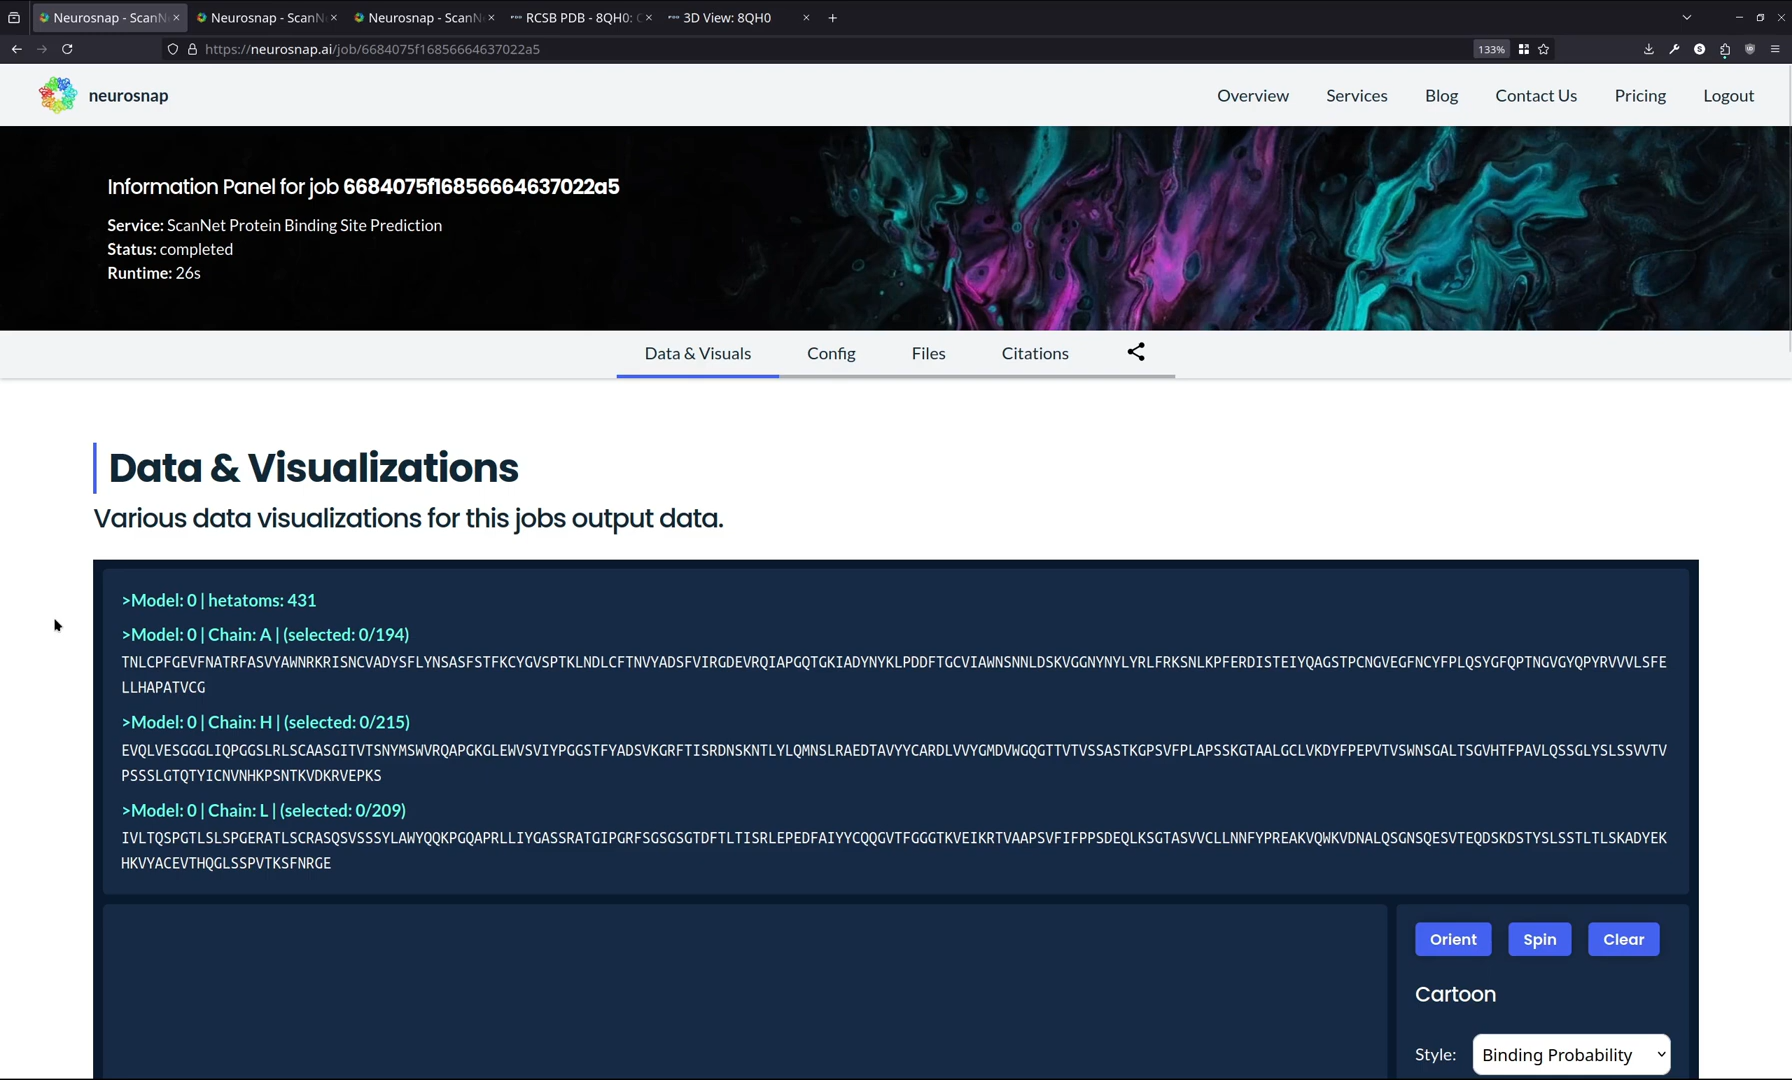 Neurosnap - ScanN
Neurosnap - ScanN
Neurosnap - ScanN
RCSB PDB - 8QH0: C
3D View: 8QH0
https://neurosnap.ai/job/6684075f16856664637022a5
133%
neurosnap
Overview
Services
Blog
Contact Us
Pricing
Logout
Information Panel for job 6684075f16856664637022a5
Service: ScanNet Protein Binding Site Prediction
Status: completed
Runtime: 26s
Data & Visuals
Config
Files
Citations
Data & Visualizations
Various data visualizations for this jobs output data.
>Model: 0 | hetatoms: 431
>Model: 0 | Chain: A | (selected: 0/194)
TNLCPFGEVFNATRFASVYAWNRKRISNCVADYSFLYNSASFSTFKCYGVSPTKLNDLCFTNVYADSFVIRGDEVRQIAPGQTGKIADYNYKLPDDFTGCVIAWNSNNLDSKVGGNYNYLYRLFRKSNLKPFERDISTEIYQAGSTPCNGVEGFNCYFPLQSYGFQPTNGVGYQPYRVVVLSFE
LLHAPATVCG
>Model: 0 | Chain: H | (selected: 0/215)
EVQLVESGGGLIQPGGSLRLSCAASGITVTSNYMSWVRQAPGKGLEWVSVIYPGGSTFYADSVKGRFTISRDNSKNTLYLQMNSLRAEDTAVYYCARDLVVYGMDVWGQGTTVTVSSASTKGPSVFPLAPSSKGTAALGCLVKDYFPEPVTVSWNSGALTSGVHTFPAVLQSSGLYSLSSVVTV
PSSSLGTQTYICNVNHKPSNTKVDKRVEPKS
>Model: 0 | Chain: L | (selected: 0/209)
IVLTQSPGTLSLSPGERATLSCRASQSVSSSYLAWYQQKPGQAPRLLIYGASSRATGIPGRFSGSGSGTDFTLTISRLEPEDFAIYYCQQGVTFGGGTKVEIKRTVAAPSVFIFPPSDEQLKSGTASVVCLLNNFYPREAKVQWKVDNALQSGNSQESVTEQDSKDSTYSLSSTLTLSKADYEK
HKVYACEVTHQGLSSPVTKSFNRGE
Orient
Spin
Clear
Cartoon
Style:
Binding Probability